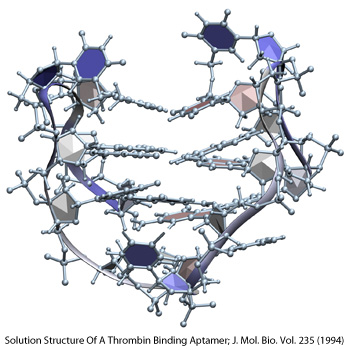 Solution Structure Of A Thrombin Binding Aptamer; J. Mol. Bio. Vol. 235 (1994)